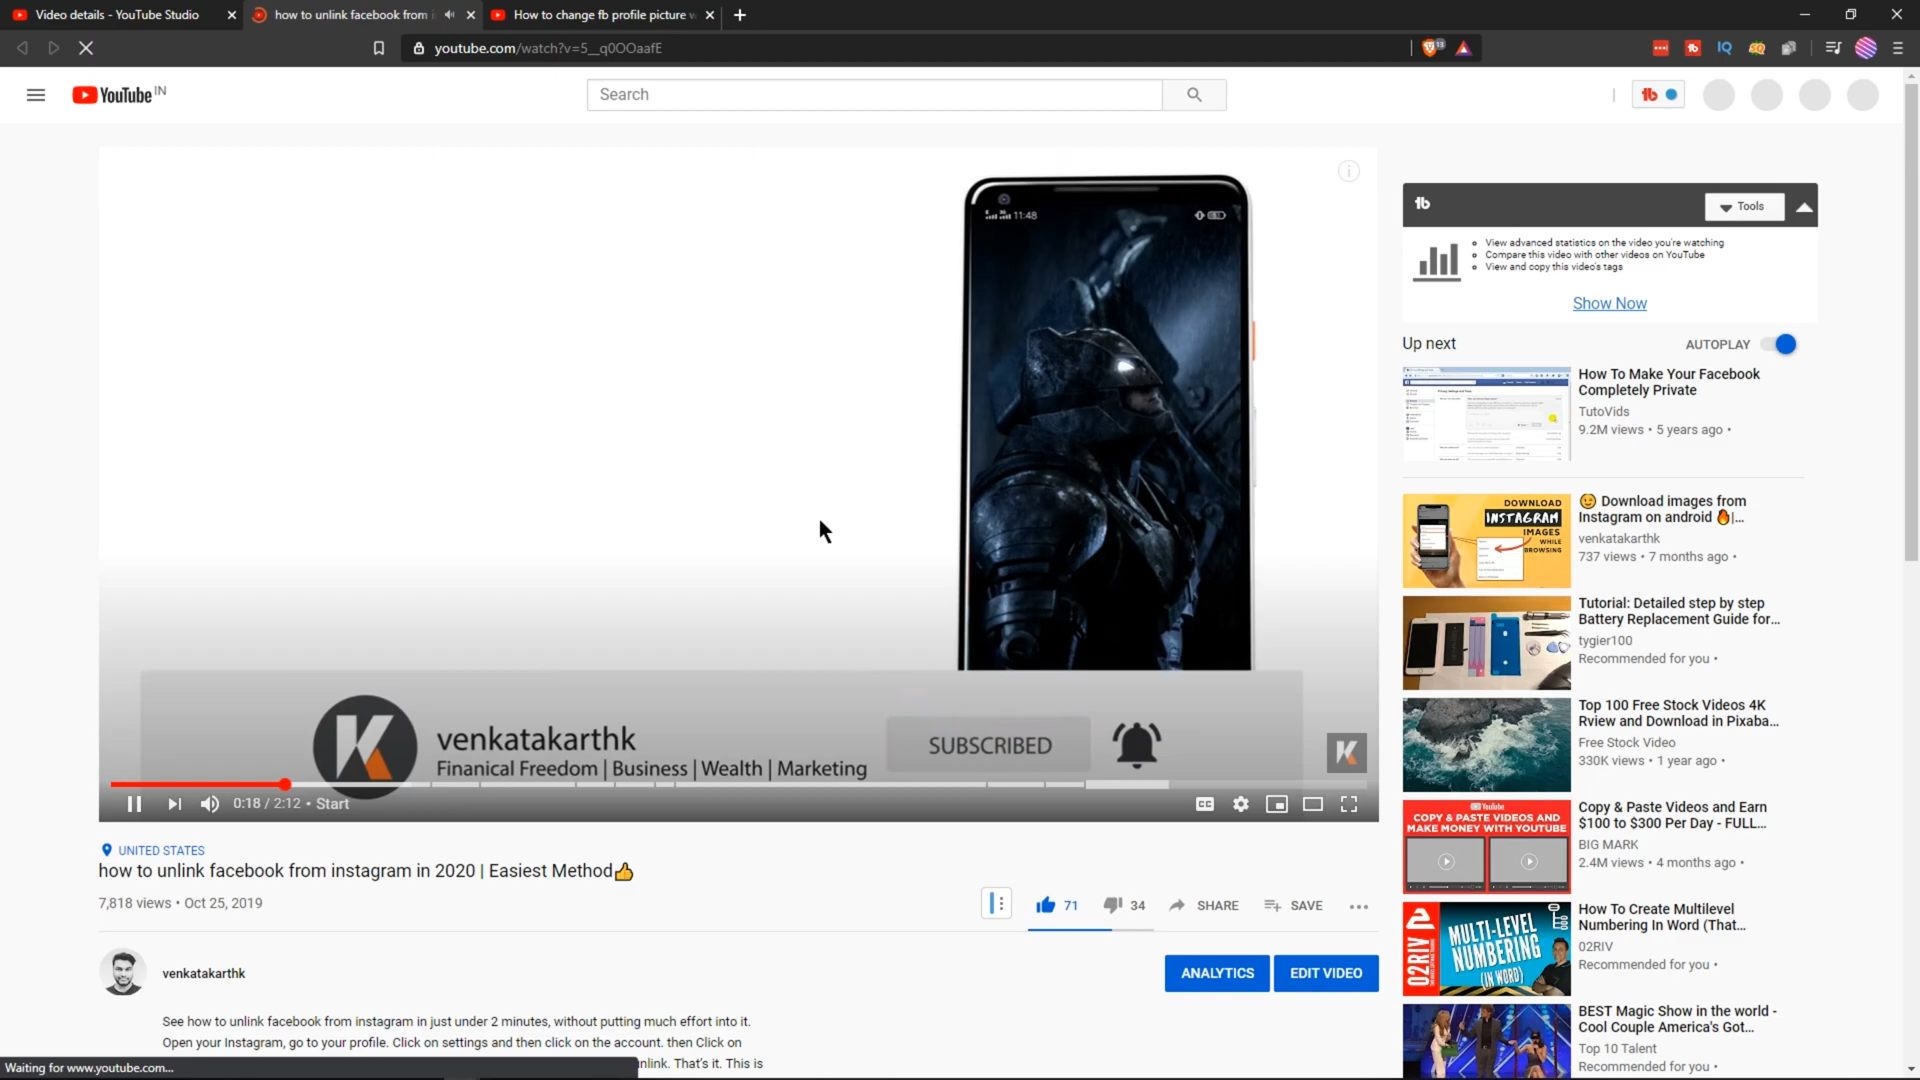 Video details - YouTube Studio
how to unlink facebook from i
How to change fb profile picture w
youtube.com/watch?v=5__q0OOaafE
13
IQ
YouTube IN
Search
11:48
Tools
View advanced statistics on the video you're watching
Compare this video with other videos on YouTube
View and copy this video's tags
Show Now
Up next
AUTOPLAY
How To Make Your Facebook
Completely Private
TutoVids
9.2M views • 5 years ago •
DOWNLOAD
INSTAGRAM
IMAGES
WHILE
BROWSING
😉 Download images from
Instagram on android 🔥|...
venkatakarthk
737 views • 7 months ago •
Tutorial: Detailed step by step
Battery Replacement Guide for...
tygier100
Recommended for you •
Top 100 Free Stock Videos 4K
Rview and Download in Pixaba...
Free Stock Video
330K views • 1 year ago •
YouTube
COPY & PASTE VIDEOS AND
MAKE MONEY WITH YOUTUBE
Copy & Paste Videos and Earn
$100 to $300 Per Day - FULL...
BIG MARK
2.4M views • 4 months ago •
02RIV
MULTI-LEVEL
NUMBERING
(IN WORD)
How To Create Multilevel
Numbering In Word (That...
02RIV
Recommended for you •
BEST Magic Show in the world -
Cool Couple America's Got...
Top 10 Talent
Recommended for you •
venkatakarthk
Finanical Freedom | Business | Wealth | Marketing
SUBSCRIBED
0:18 / 2:12 • Start
CC
UNITED STATES
how to unlink facebook from instagram in 2020 | Easiest Method👍
7,818 views • Oct 25, 2019
71
34
SHARE
SAVE
venkatakarthk
ANALYTICS
EDIT VIDEO
See how to unlink facebook from instagram in just under 2 minutes, without putting much effort into it.
Open your Instagram, go to your profile. Click on settings and then click on the account. then Click on
nlink. That's it. This is
Waiting for www.youtube.com...